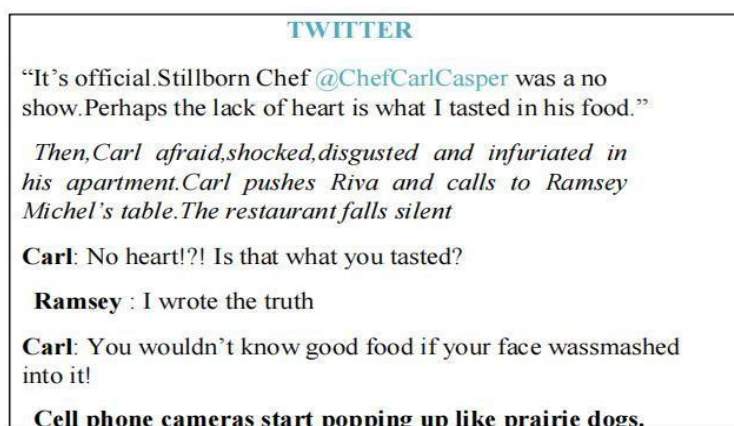 TWITTER
“It’s official.Stillborn Chef @ChefCarlCasper was a no
show.Perhaps the lack of heart is what I tasted in his food.”
Then,Carl afraid,shocked,disgusted and infuriated in
his apartment.Carl pushes Riva and calls to Ramsey
Michel’s table.The restaurant falls silent
Carl: No heart!?! Is that what you tasted?
Ramsey : I wrote the truth
Carl: You wouldn’t know good food if your face wassmashed
into it!
Cell phone cameras start popping up like prairie dogs.